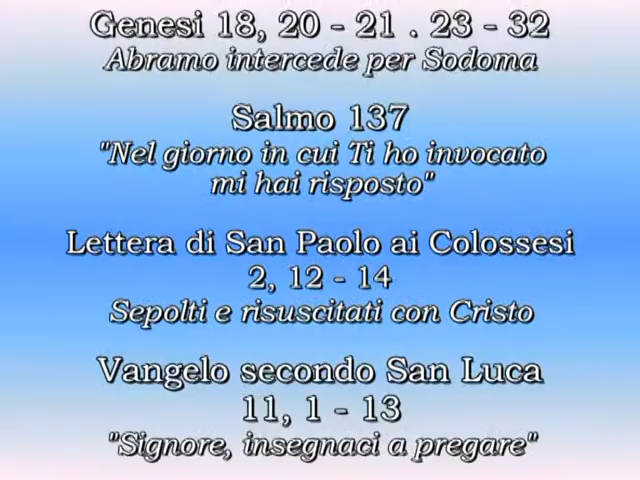 Genesi 18, 20 - 21 . 23 - 32
Abramo intercede per Sodoma
Salmo 137
"Nel giorno in cui Ti ho invocato
mi hai risposto"
Lettera di San Paolo ai Colossesi
2, 12 - 14
Sepolti e risuscitati con Cristo
Vangelo secondo San Luca
11, 1 - 13
"Signore, insegnaci a pregare"